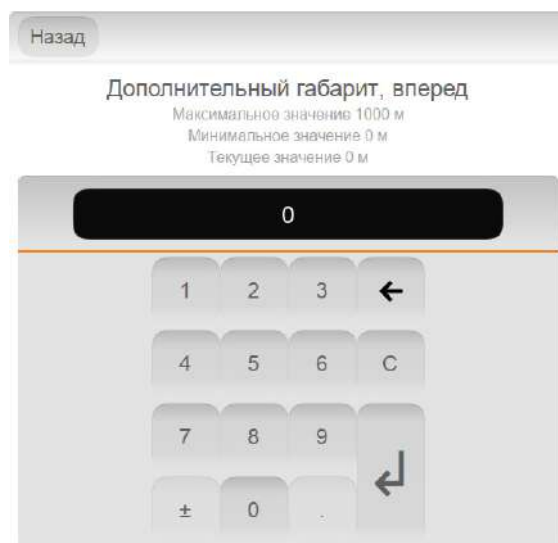 Назад
Дополнительный габарит, вперед
Максимальное значение 1000 м
Минимальное значение 0 м
Текущее значение 0 м
0
1 2 3 ←
4 5 6 C
7 8 9
± 0 .